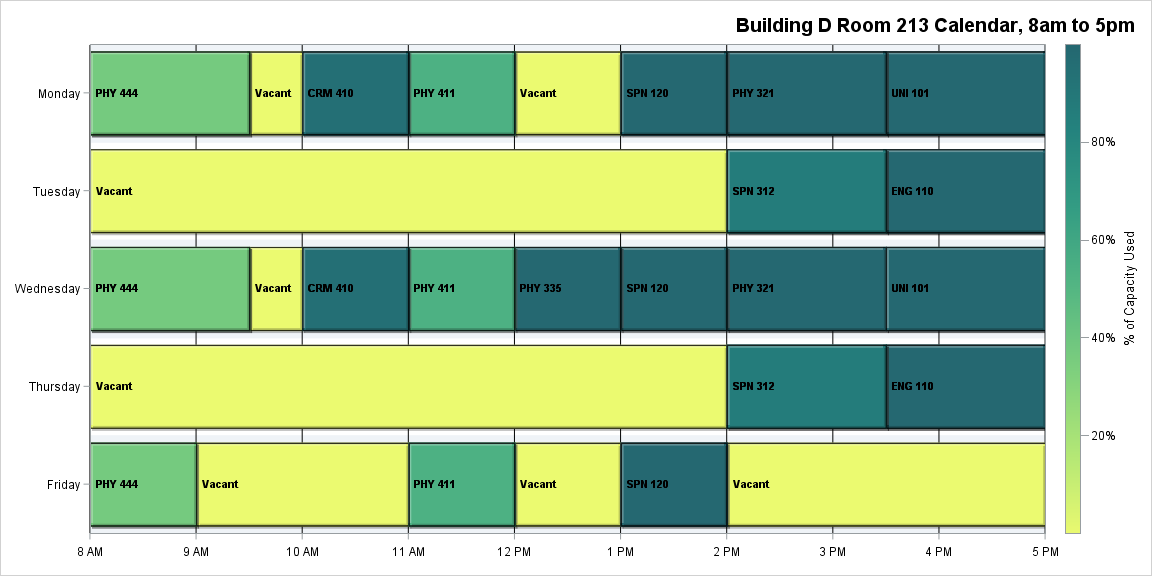 Building D Room 213 Calendar, 8am to 5pm
Monday
PHY 444
Vacant
CRM 410
PHY 411
Vacant
SPN 120
PHY 321
UNI 101
Tuesday
Vacant
SPN 312
ENG 110
Wednesday
PHY 444
Vacant
CRM 410
PHY 411
PHY 335
SPN 120
PHY 321
UNI 101
Thursday
Vacant
SPN 312
ENG 110
Friday
PHY 444
Vacant
PHY 411
Vacant
SPN 120
Vacant
8 AM
9 AM
10 AM
11 AM
12 PM
1 PM
2 PM
3 PM
4 PM
5 PM
80%
60%
40%
20%
% of Capacity Used